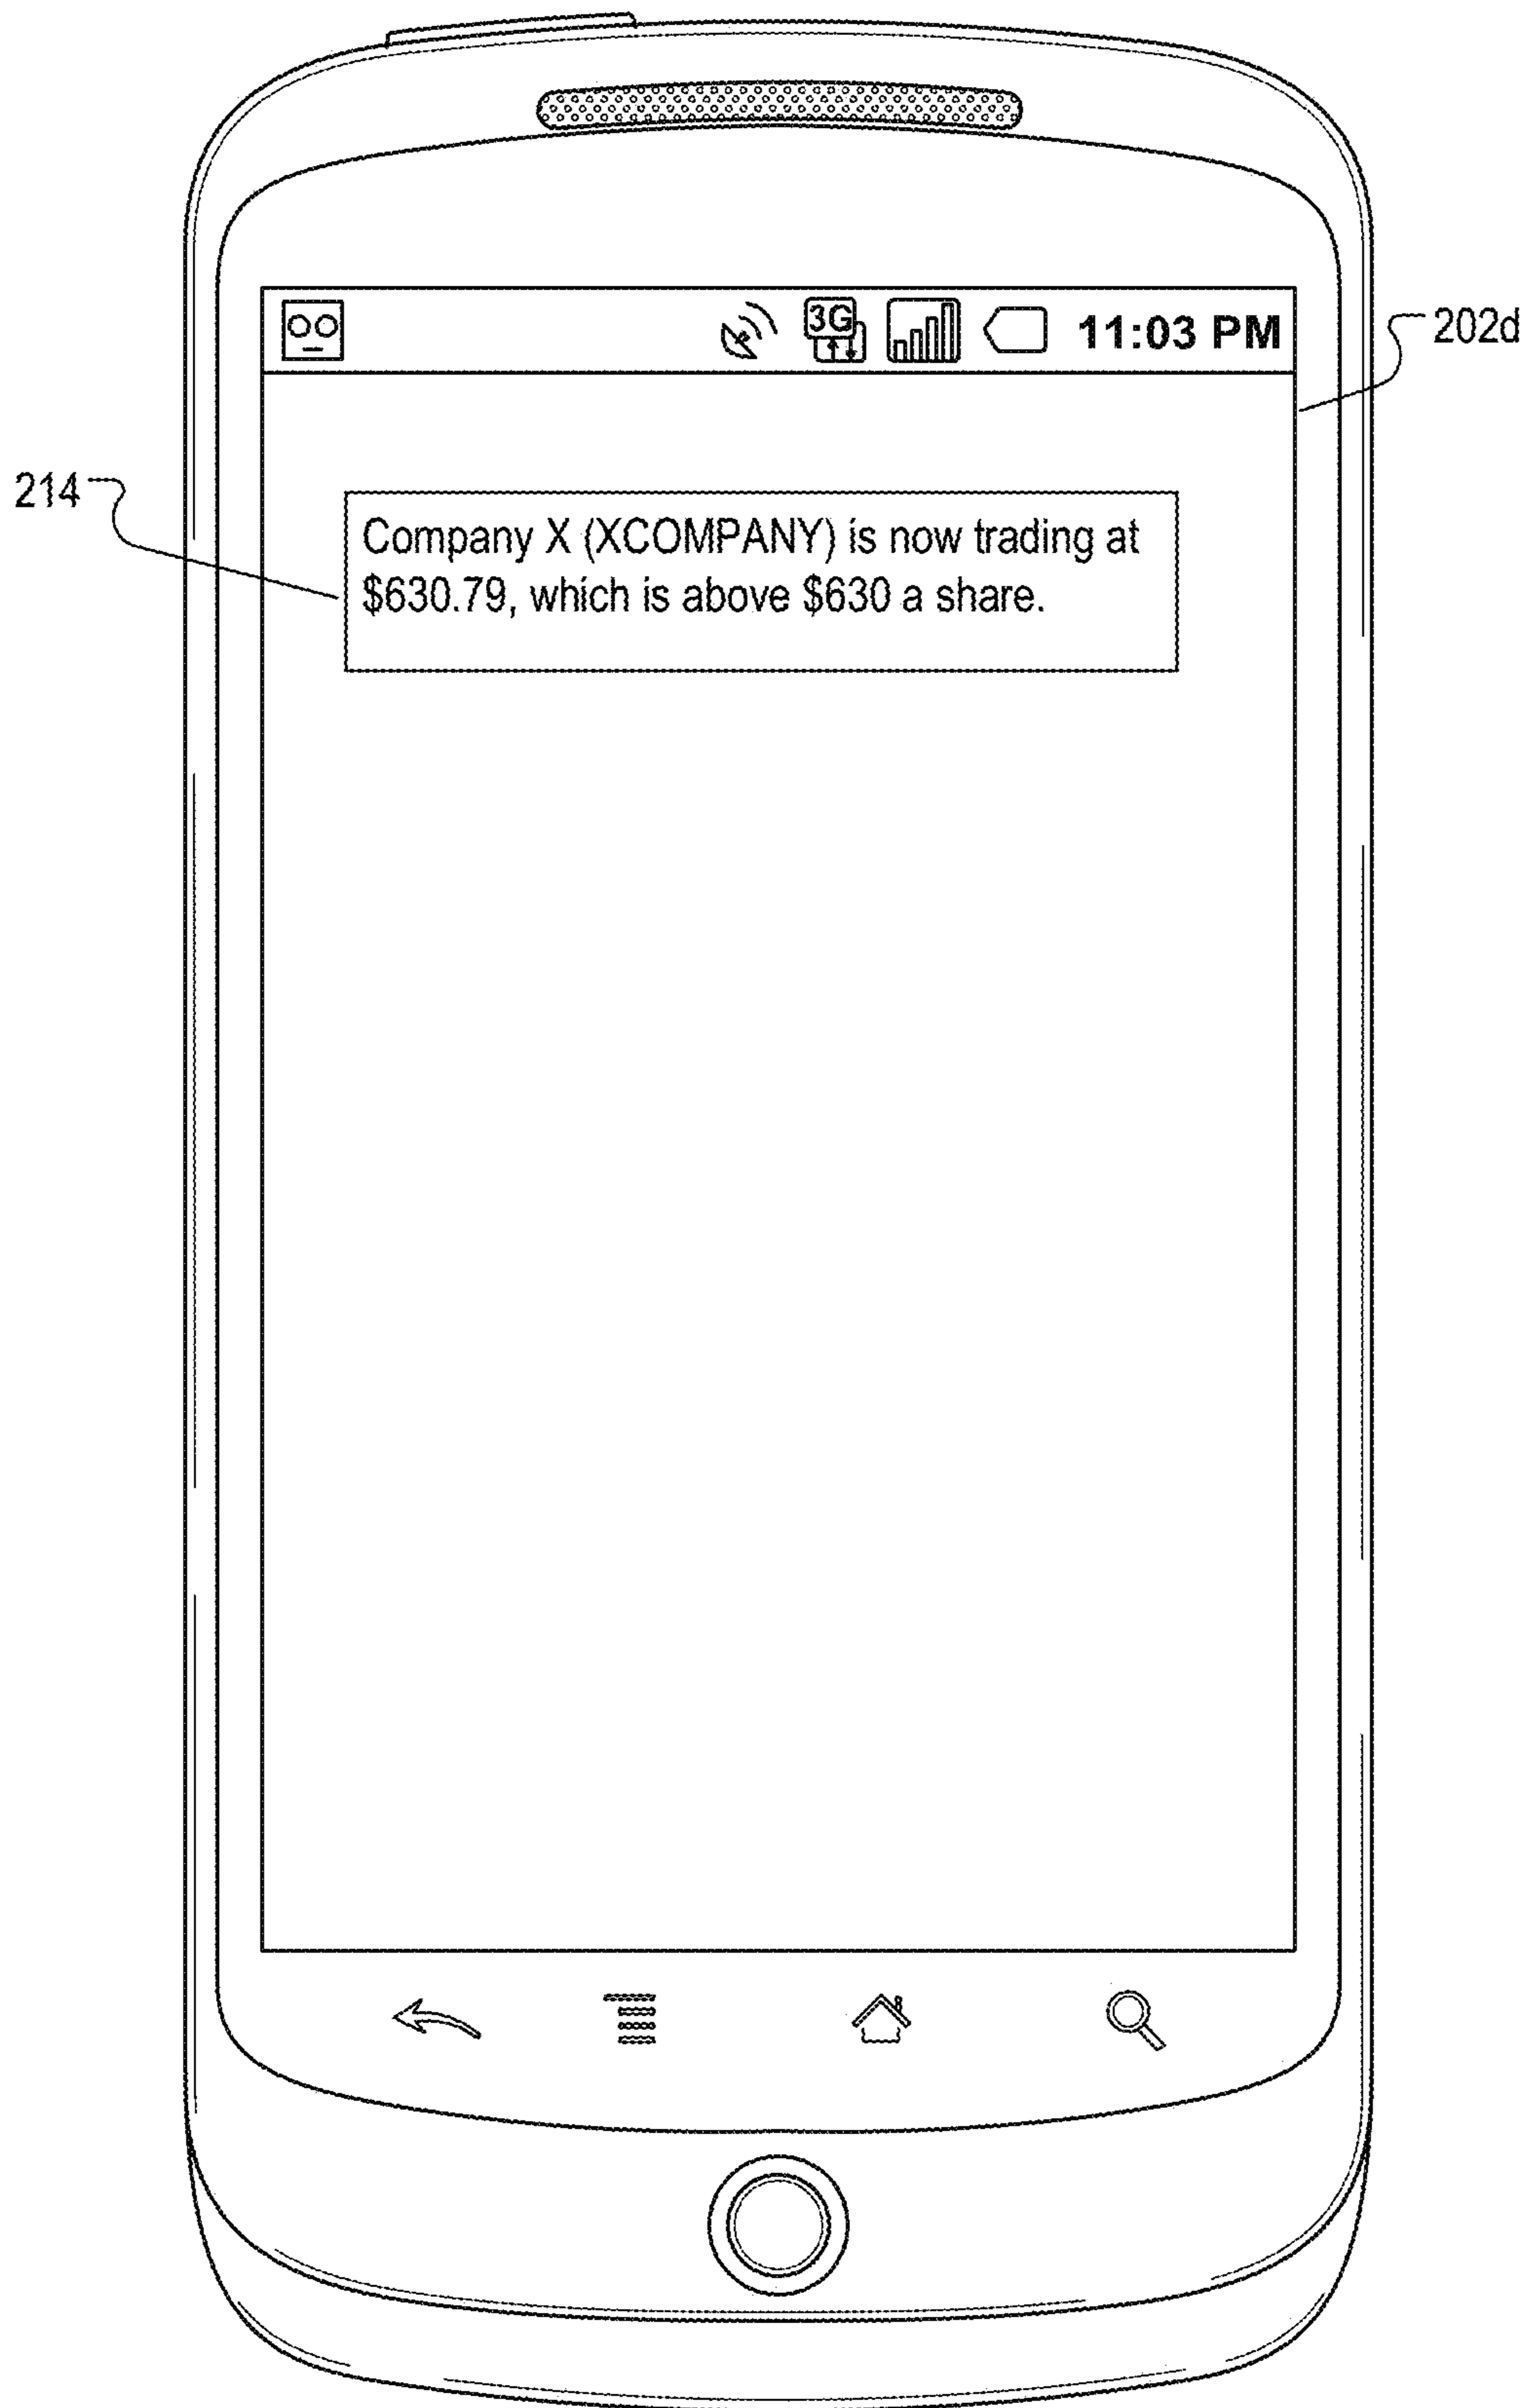 3G
11:03 PM
202d
214
Company X (XCOMPANY) is now trading at
$630.79, which is above $630 a share.